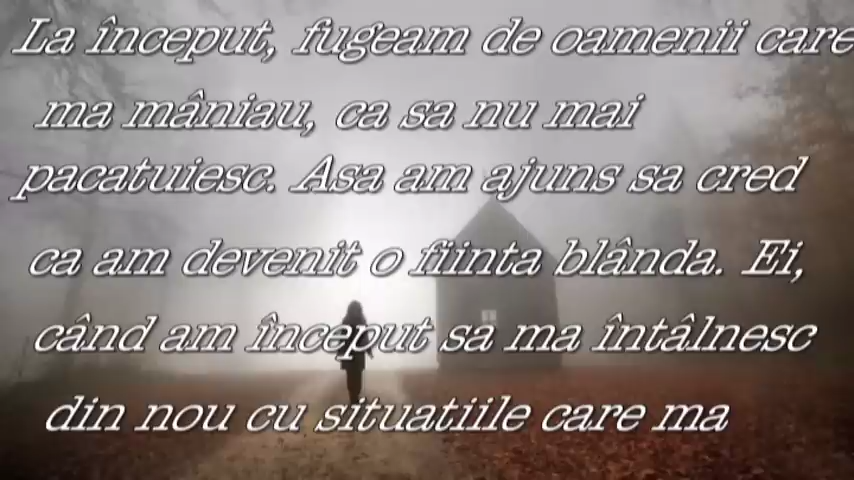 La început, fugeam de oamenii care
ma mâniau, ca sa nu mai
pacatuiesc. Asa am ajuns sa cred
ca am devenit o fiinta blânda. Ei,
când am început sa ma întâlnesc
din nou cu situatiile care ma